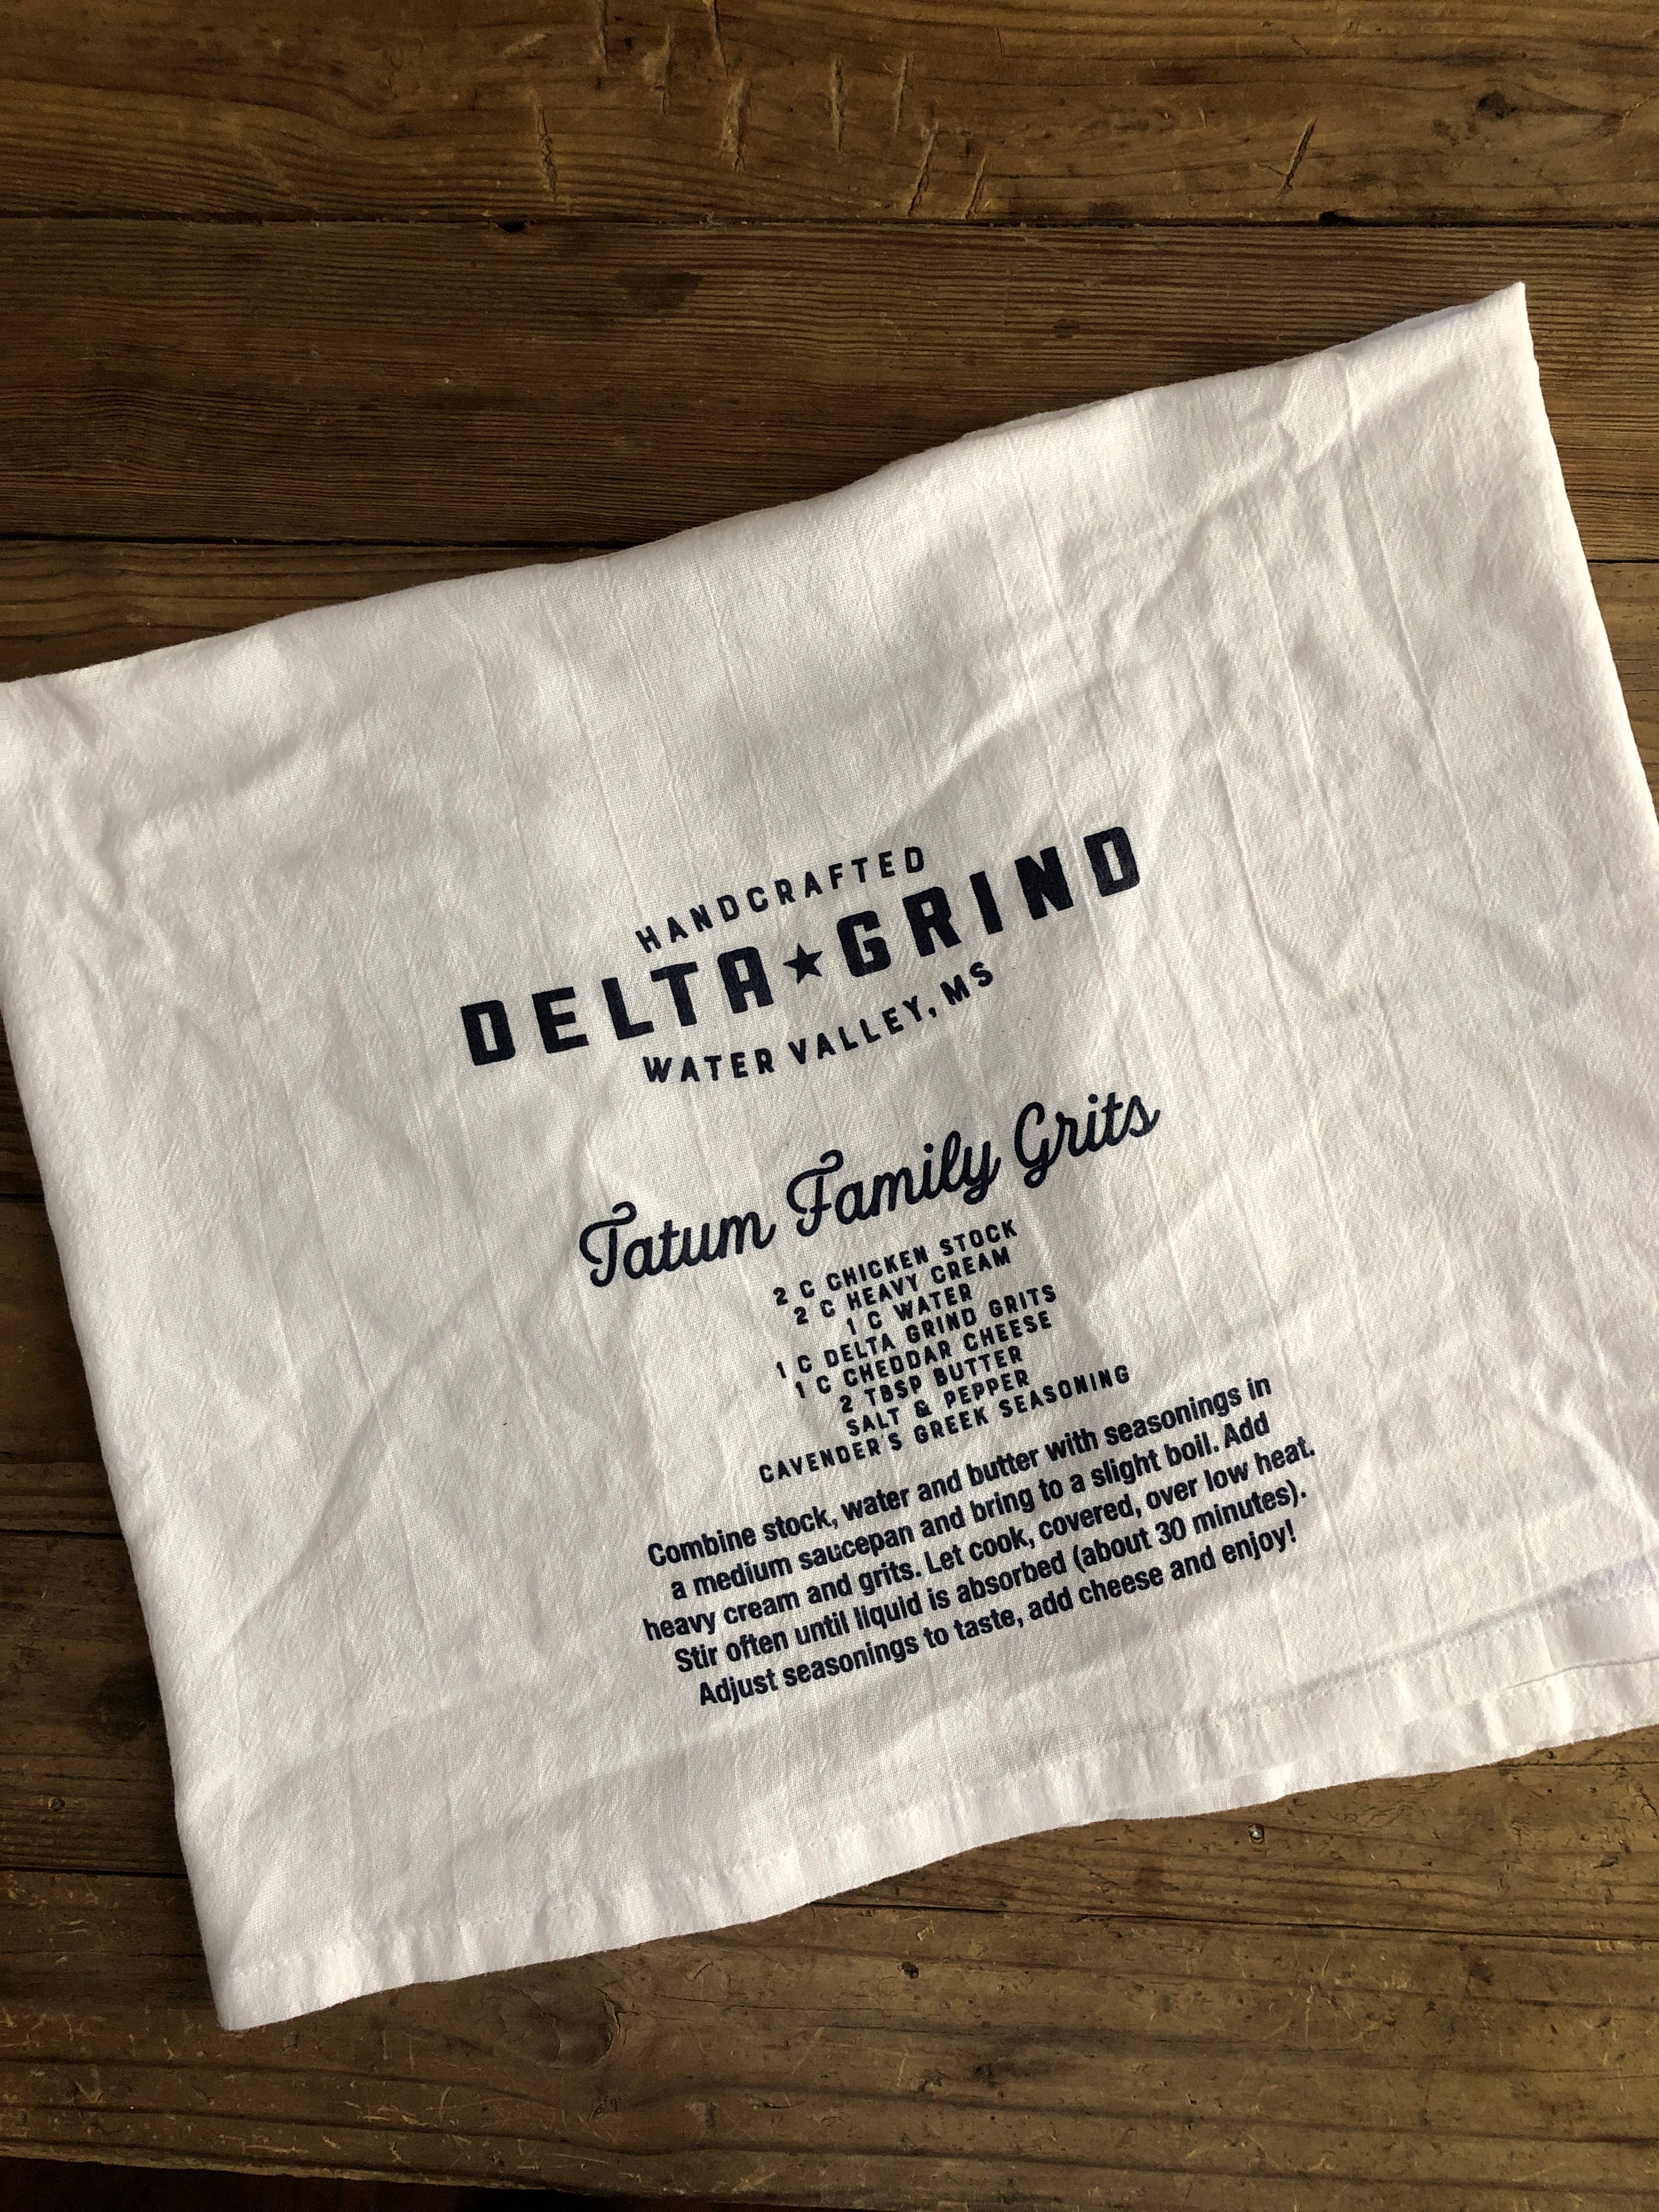 HANDCRAFTED
DELTA★GRIND
WATER VALLEY, MS
Tatum Family Grits
2 C CHICKEN STOCK
2 C HEAVY CREAM
1 C WATER
1 C DELTA GRIND GRITS
1 C CHEDDAR CHEESE
2 TBSP BUTTER
SALT & PEPPER
CAVENDER'S GREEK SEASONING
Combine stock, water and butter with seasonings in
a medium saucepan and bring to a slight boil. Add
heavy cream and grits. Let cook, covered, over low heat.
Stir often until liquid is absorbed (about 30 minutes).
Adjust seasonings to taste, add cheese and enjoy!